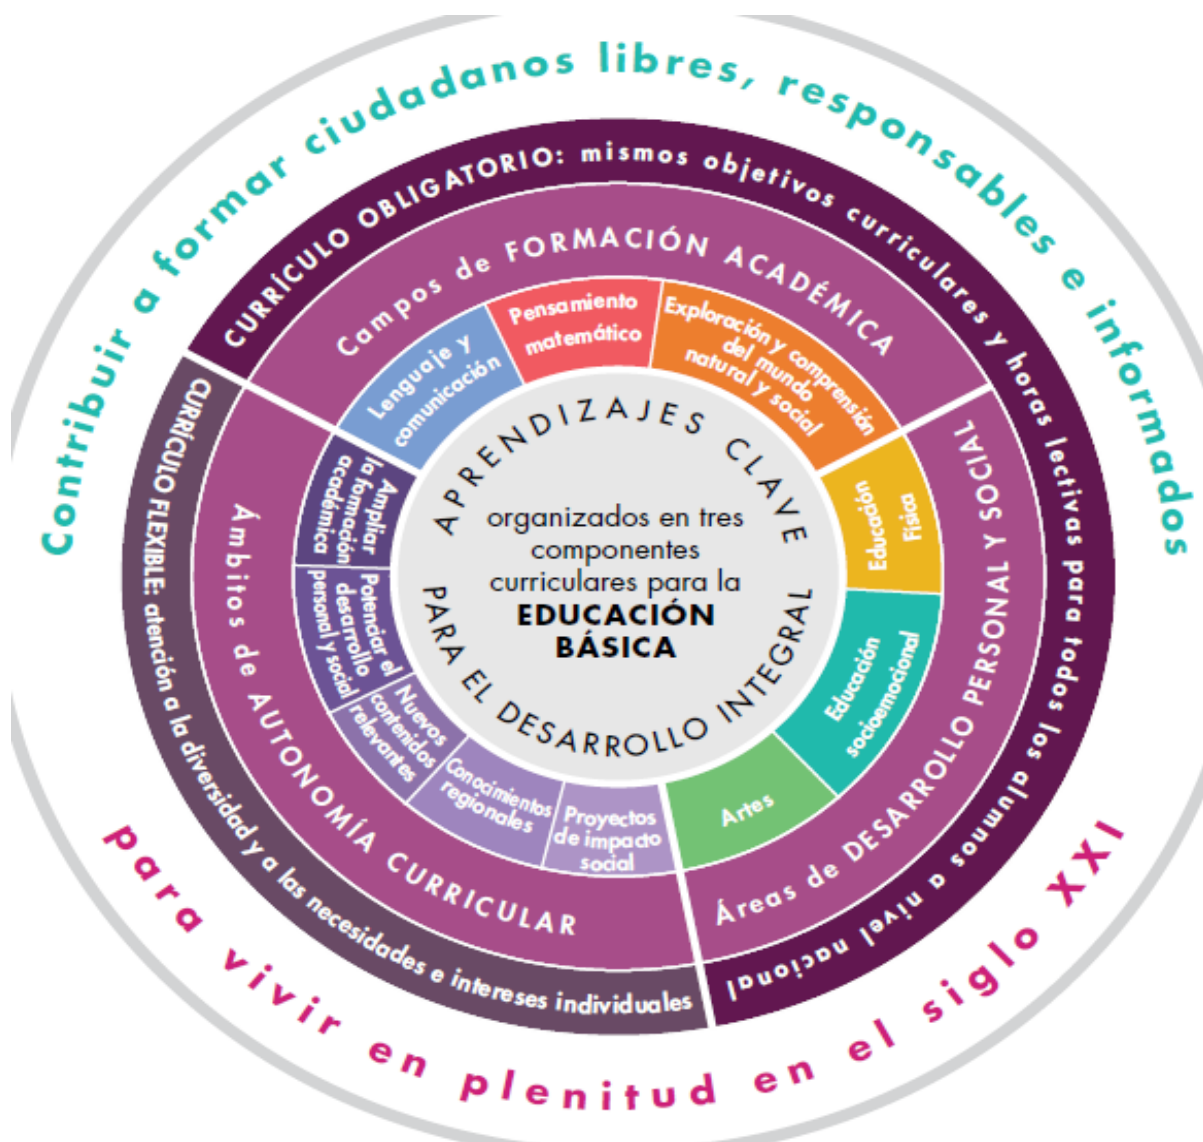 Contribuir a formar ciudadanos libres, responsables e informados
para vivir en plenitud en el siglo XXI
CURRÍCULO OBLIGATORIO: mismos objetivos curriculares y horas lectivas para todos los alumnos a nivel nacional
CURRÍCULO FLEXIBLE: atención a la diversidad y a las necesidades e intereses individuales
Campos de FORMACIÓN ACADÉMICA
Lenguaje y
comunicación
Pensamiento
matemático
Exploración y comprensión
del mundo
natural y social
Áreas de DESARROLLO PERSONAL Y SOCIAL
Educación
Física
Educación
socioemocional
Artes
Ámbitos de AUTONOMÍA CURRICULAR
Ampliar
la formación
académica
Potenciar el
desarrollo
personal y social
Nuevos
contenidos
relevantes
Conocimientos
regionales
Proyectos
de impacto
social
APRENDIZAJES CLAVE
organizados en tres
componentes
curriculares para la
EDUCACIÓN
BÁSICA
PARA EL DESARROLLO INTEGRAL